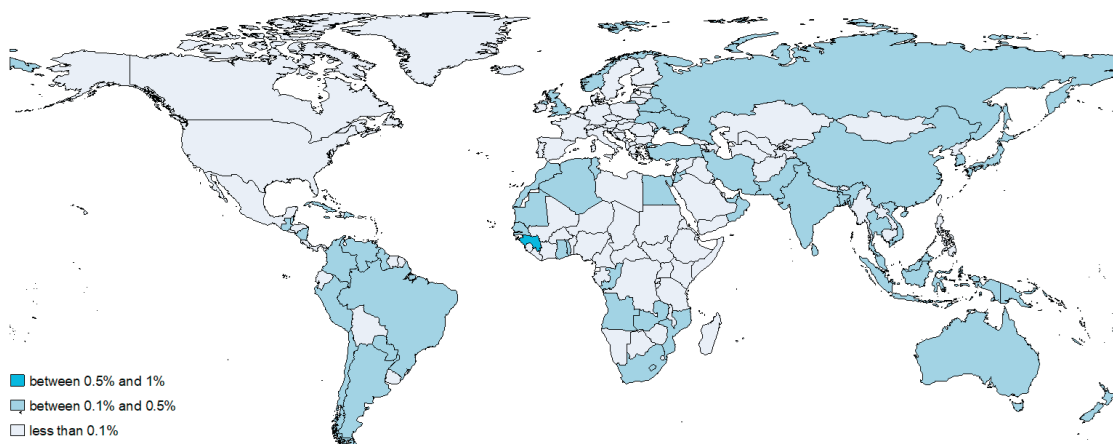 between 0.5% and 1%
between 0.1% and 0.5%
less than 0.1%